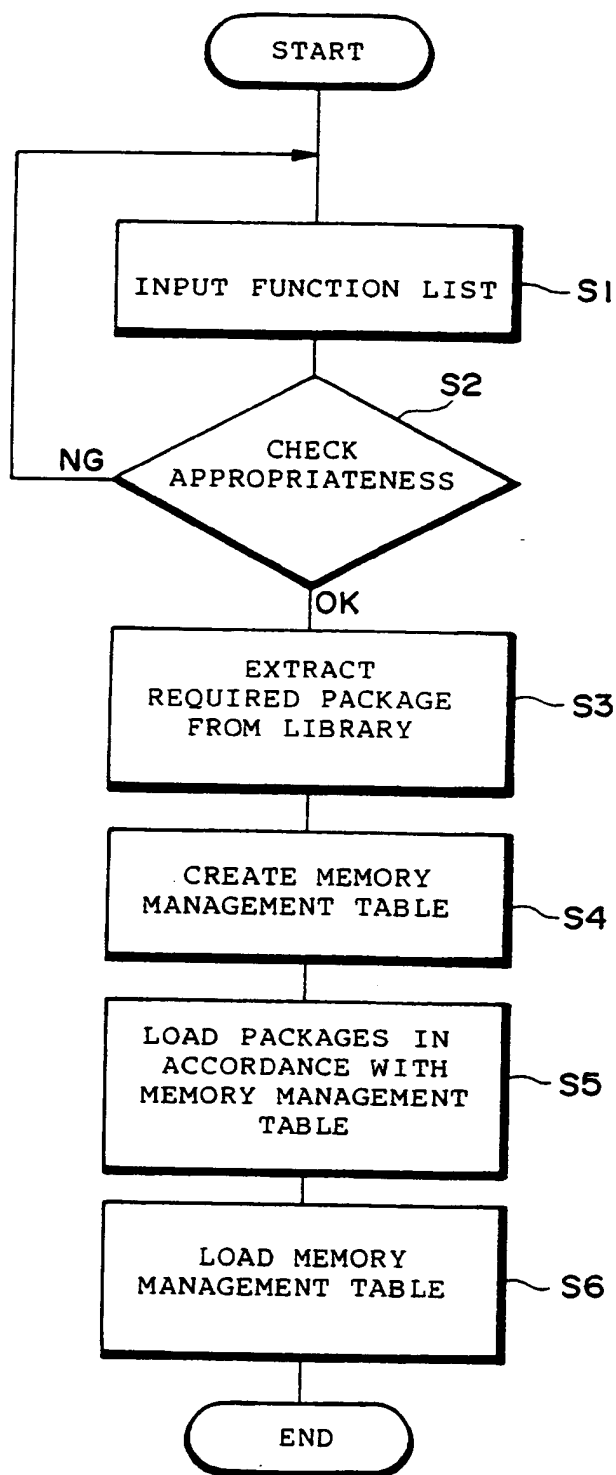 START
INPUT FUNCTION LIST
S1
S2
CHECK
APPROPRIATENESS
NG
OK
EXTRACT
REQUIRED PACKAGE
FROM LIBRARY
S3
CREATE MEMORY
MANAGEMENT TABLE
S4
LOAD PACKAGES IN
ACCORDANCE WITH
MEMORY MANAGEMENT
TABLE
S5
LOAD MEMORY
MANAGEMENT TABLE
S6
END